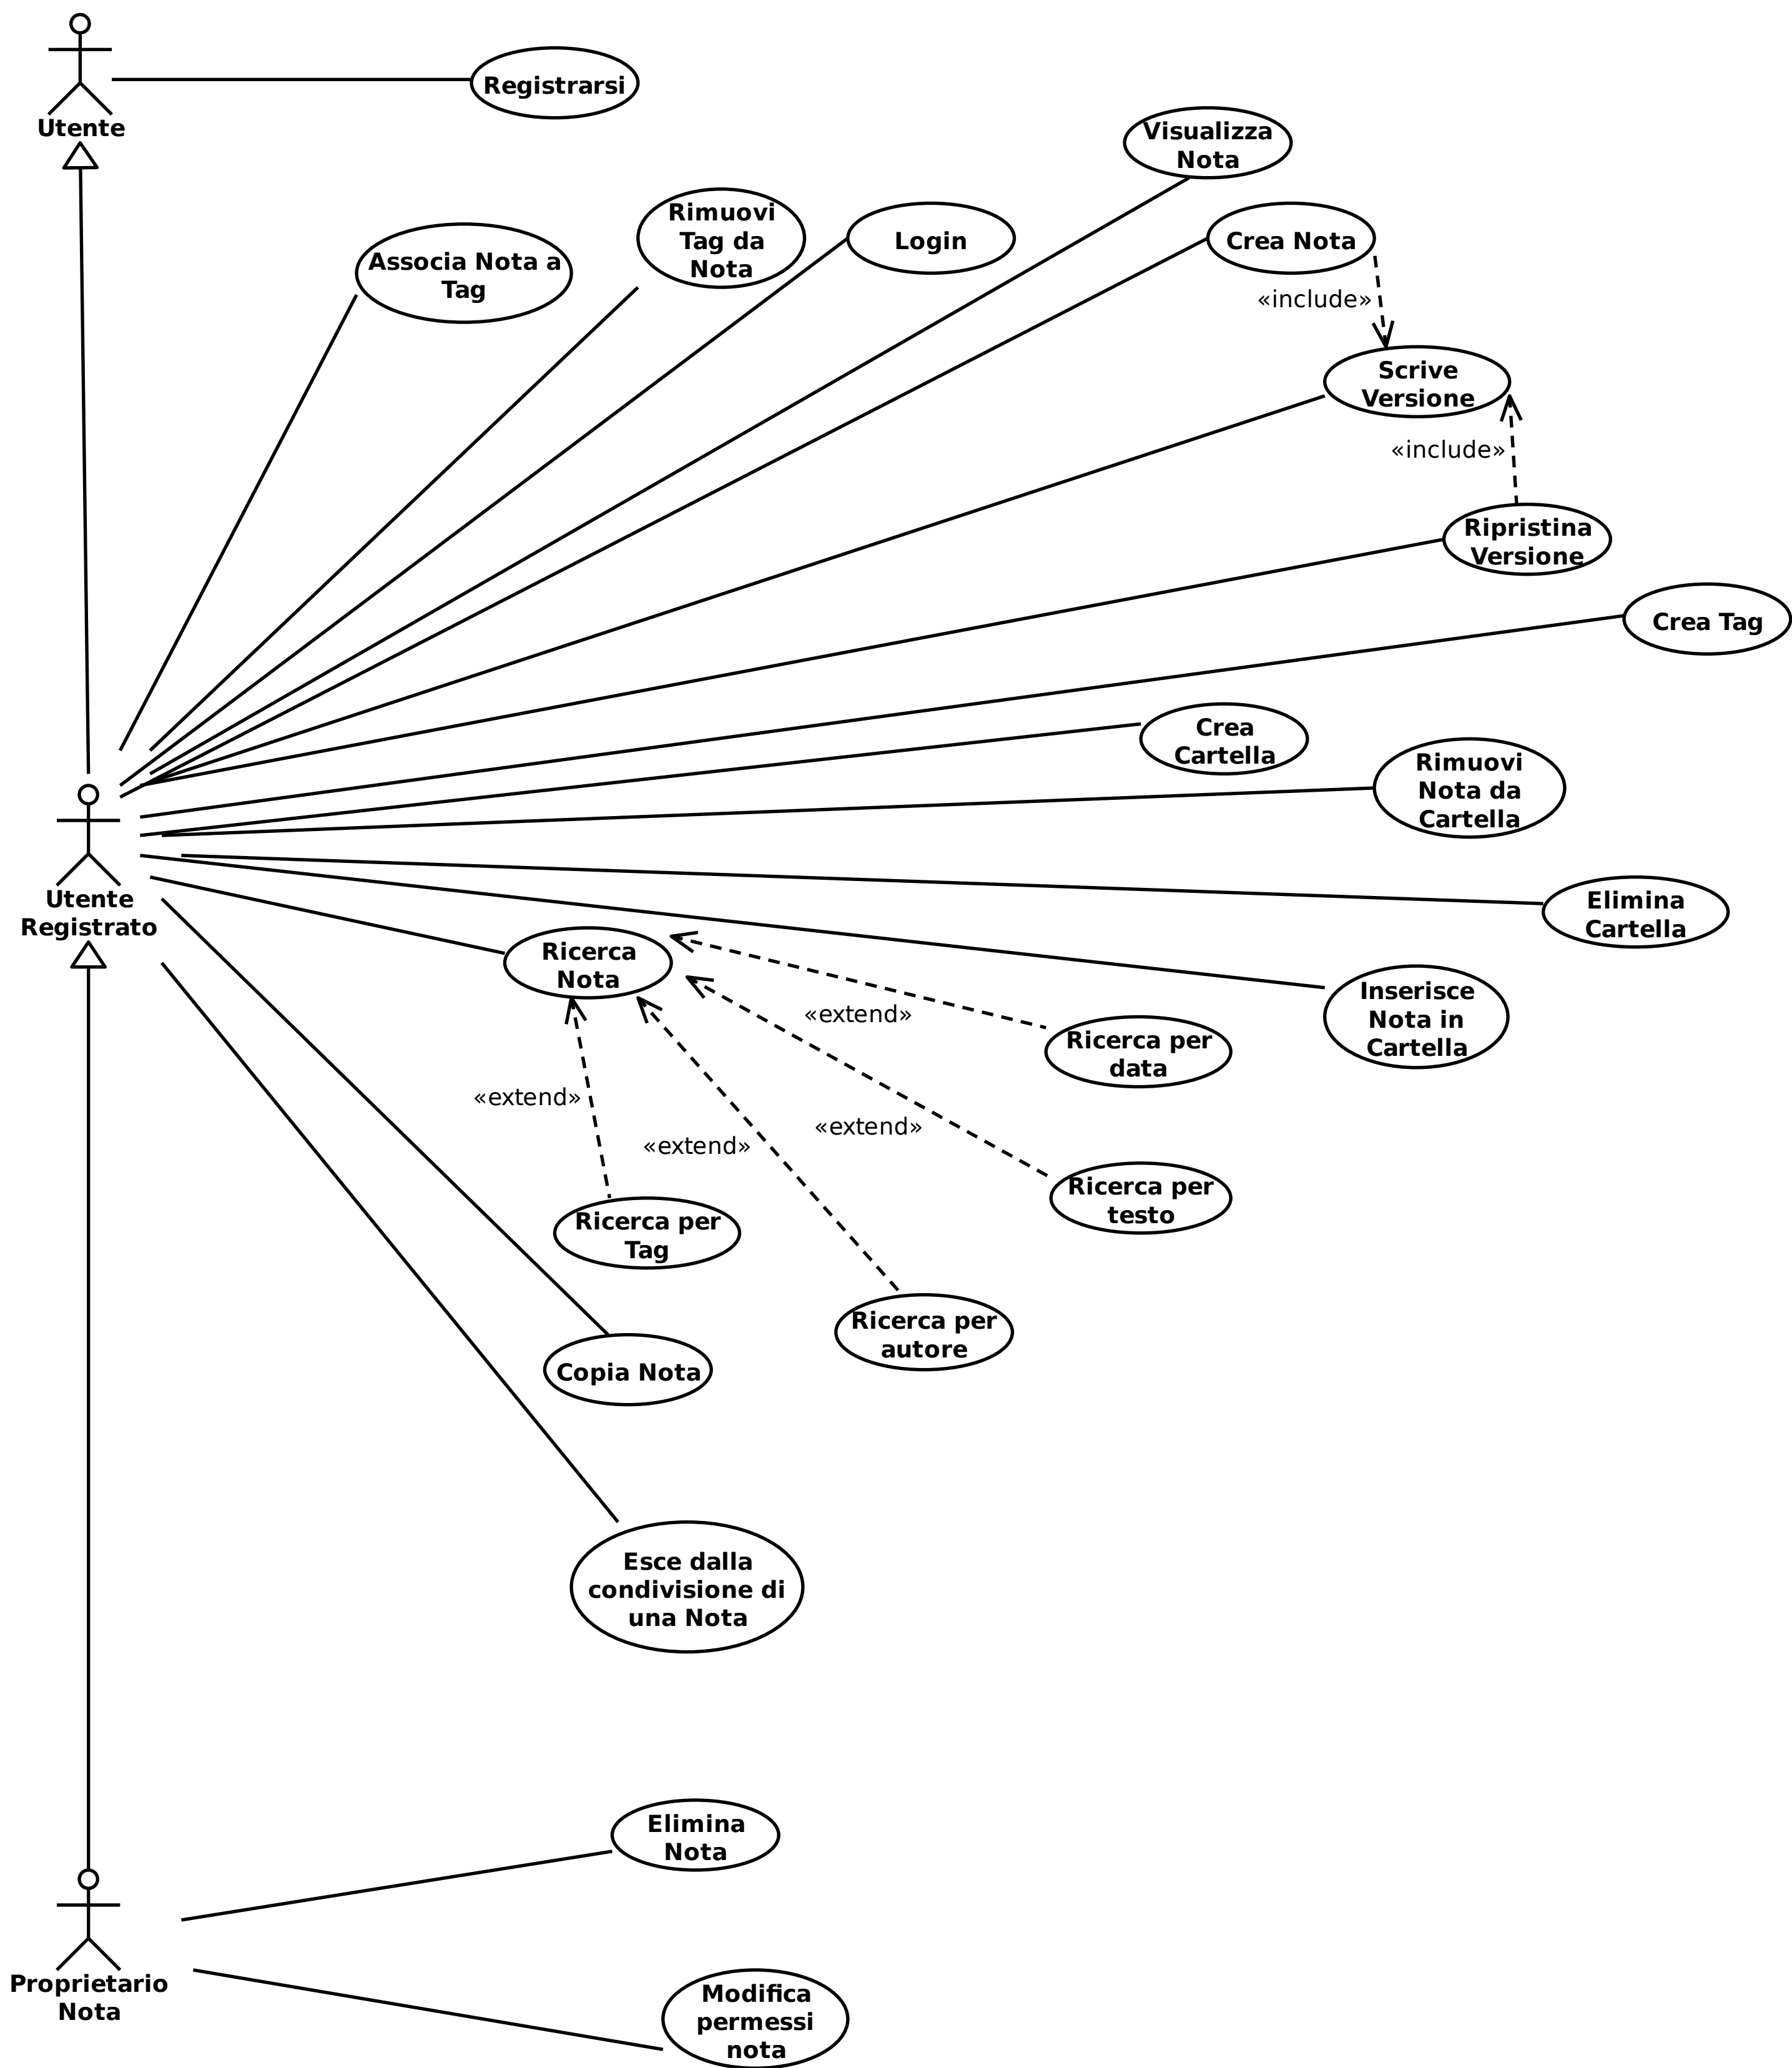 Registrarsi
Utente
Visualizza
Nota
Rimuovi
Tag da
Nota
Login
Crea Nota
Associa Nota a
Tag
«include»
Scrive
Versione
«include»
Ripristina
Versione
Crea Tag
Crea
Cartella
Rimuovi
Nota da
Cartella
Utente
Registrato
Elimina
Cartella
Ricerca
Nota
Inserisce
Nota in
Cartella
«extend»
Ricerca per
data
«extend»
«extend»
«extend»
Ricerca per
testo
Ricerca per
Tag
Ricerca per
autore
Copia Nota
Esce dalla
condivisione di
una Nota
Elimina
Nota
Proprietario
Nota
Modifica
permessi
nota